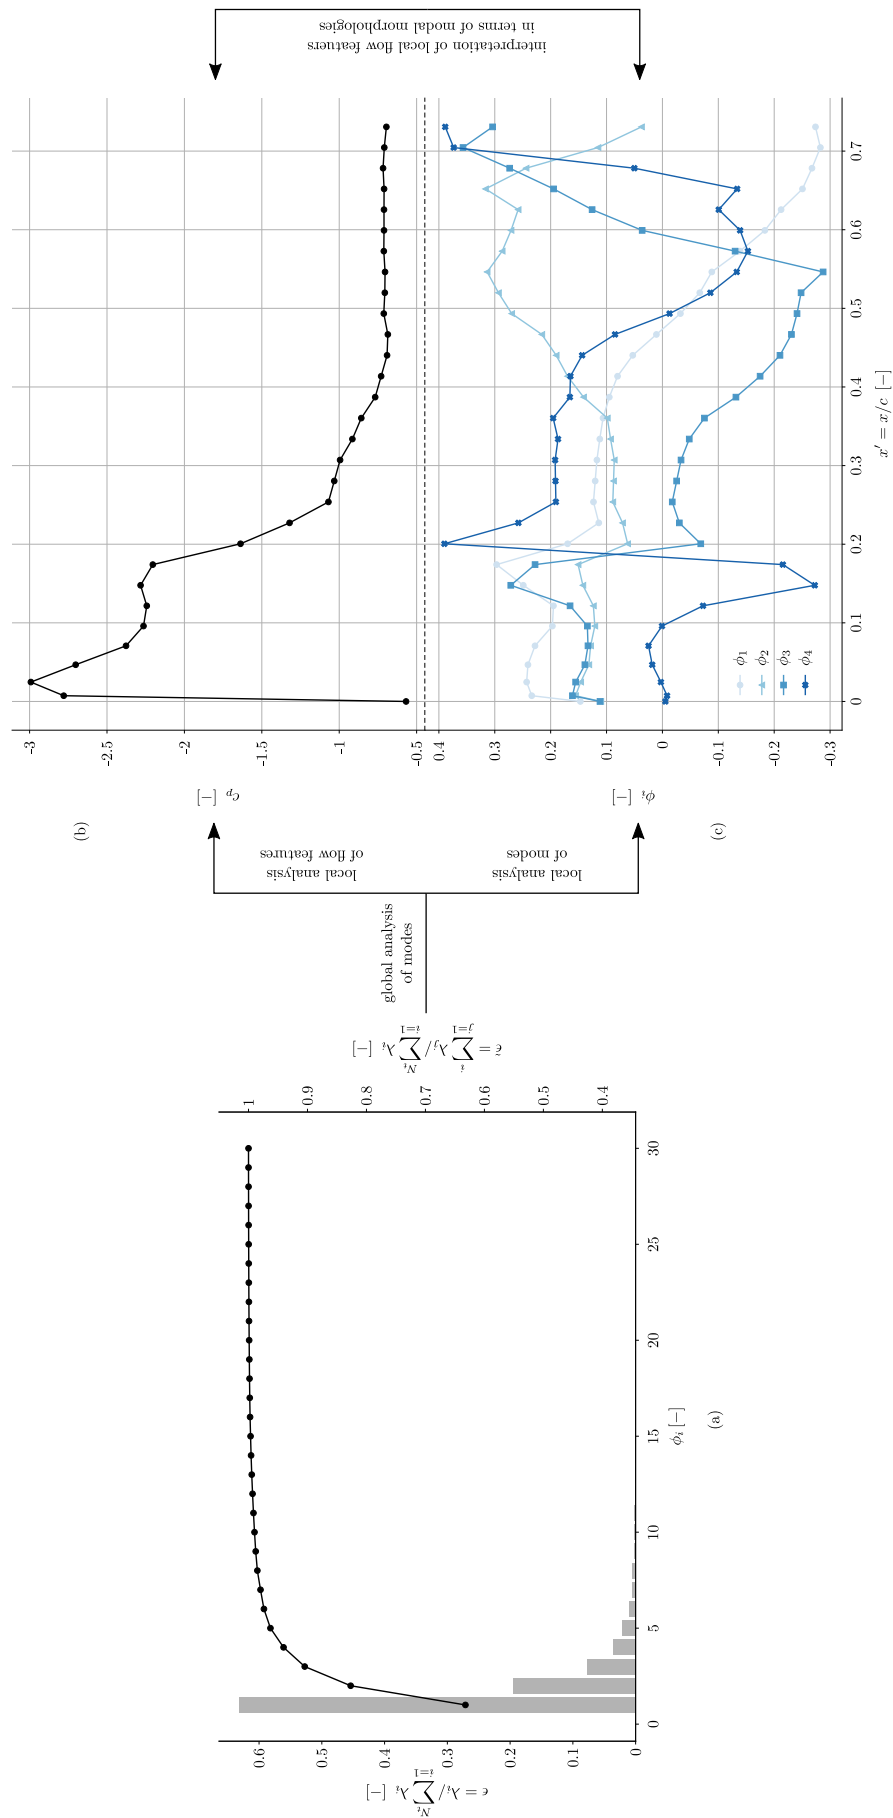 ϵ = λ_i / ∑_{i=1}^{N_t} λ_i [−]
0
0.1
0.2
0.3
0.4
0.5
0.6
0
5
10
15
20
25
30
ϕ_i [−]
(a)
0.4
0.5
0.6
0.7
0.8
0.9
1
ϵ̃ = ∑_{j=1}^{i} λ_j / ∑_{i=1}^{N_t} λ_i [−]
global analysis
of modes
local analysis
of flow features
local analysis
of modes
(b)
c_p [−]
-3
-2.5
-2
-1.5
-1
-0.5
(c)
ϕ_i [−]
0.4
0.3
0.2
0.1
0
-0.1
-0.2
-0.3
ϕ_1
ϕ_2
ϕ_3
ϕ_4
0
0.1
0.2
0.3
0.4
0.5
0.6
0.7
x′ = x/c [−]
interpretation of local flow featuers
in terms of modal morphologies